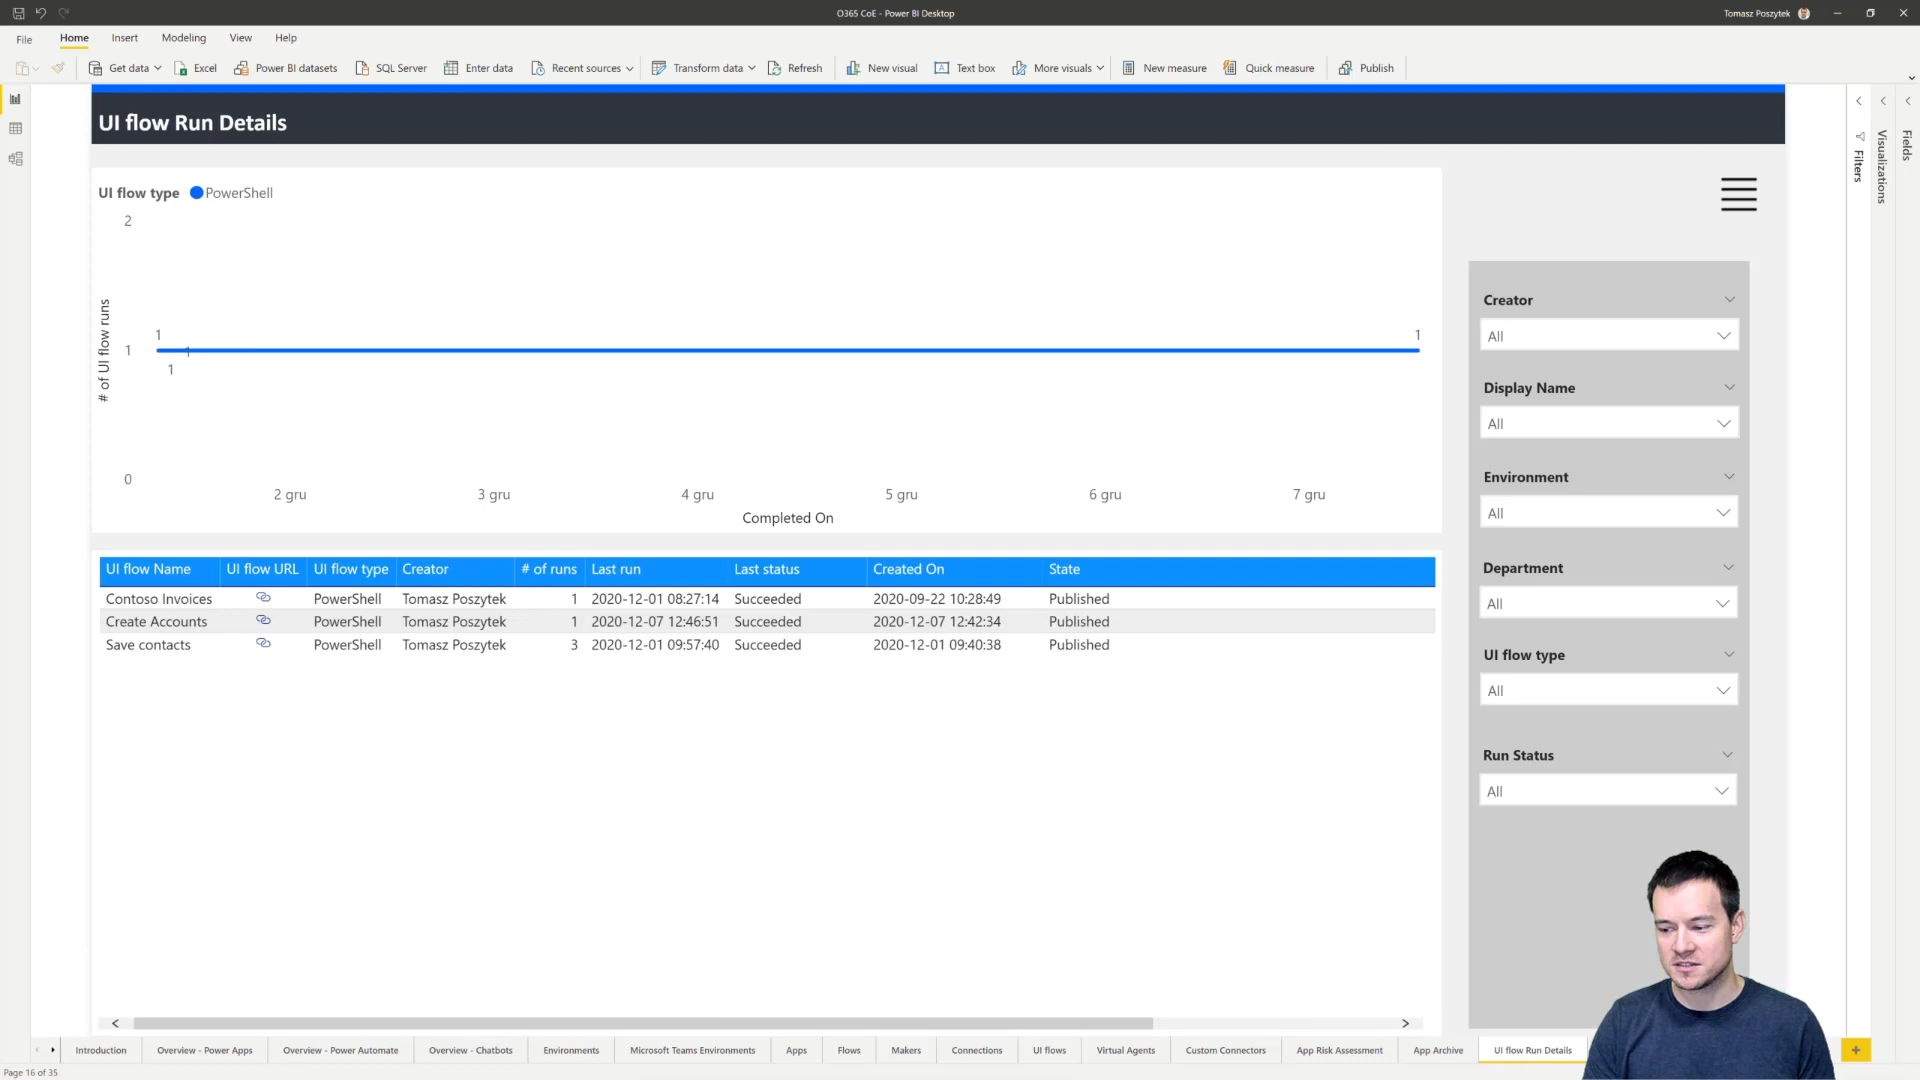 O365 CoE - Power BI Desktop
Tomasz Poszytek
File
Home
Insert
Modeling
View
Help
Get data
Excel
Power BI datasets
SQL Server
Enter data
Recent sources
Transform data
Refresh
New visual
Text box
More visuals
New measure
Quick measure
Publish
UI flow Run Details
UI flow type PowerShell
2
1
0
# of UI flow runs
1
1
1
1
2 gru
3 gru
4 gru
5 gru
6 gru
7 gru
Completed On
UI flow Name UI flow URL UI flow type Creator # of runs Last run Last status Created On State
Contoso Invoices PowerShell Tomasz Poszytek 1 2020-12-01 08:27:14 Succeeded 2020-09-22 10:28:49 Published
Create Accounts PowerShell Tomasz Poszytek 1 2020-12-07 12:46:51 Succeeded 2020-12-07 12:42:34 Published
Save contacts PowerShell Tomasz Poszytek 3 2020-12-01 09:57:40 Succeeded 2020-12-01 09:40:38 Published
Creator
All
Display Name
All
Environment
All
Department
All
UI flow type
All
Run Status
All
Filters
Visualizations
Fields
Introduction
Overview - Power Apps
Overview - Power Automate
Overview - Chatbots
Environments
Microsoft Teams Environments
Apps
Flows
Makers
Connections
UI flows
Virtual Agents
Custom Connectors
App Risk Assessment
App Archive
UI flow Run Details
Page 16 of 35